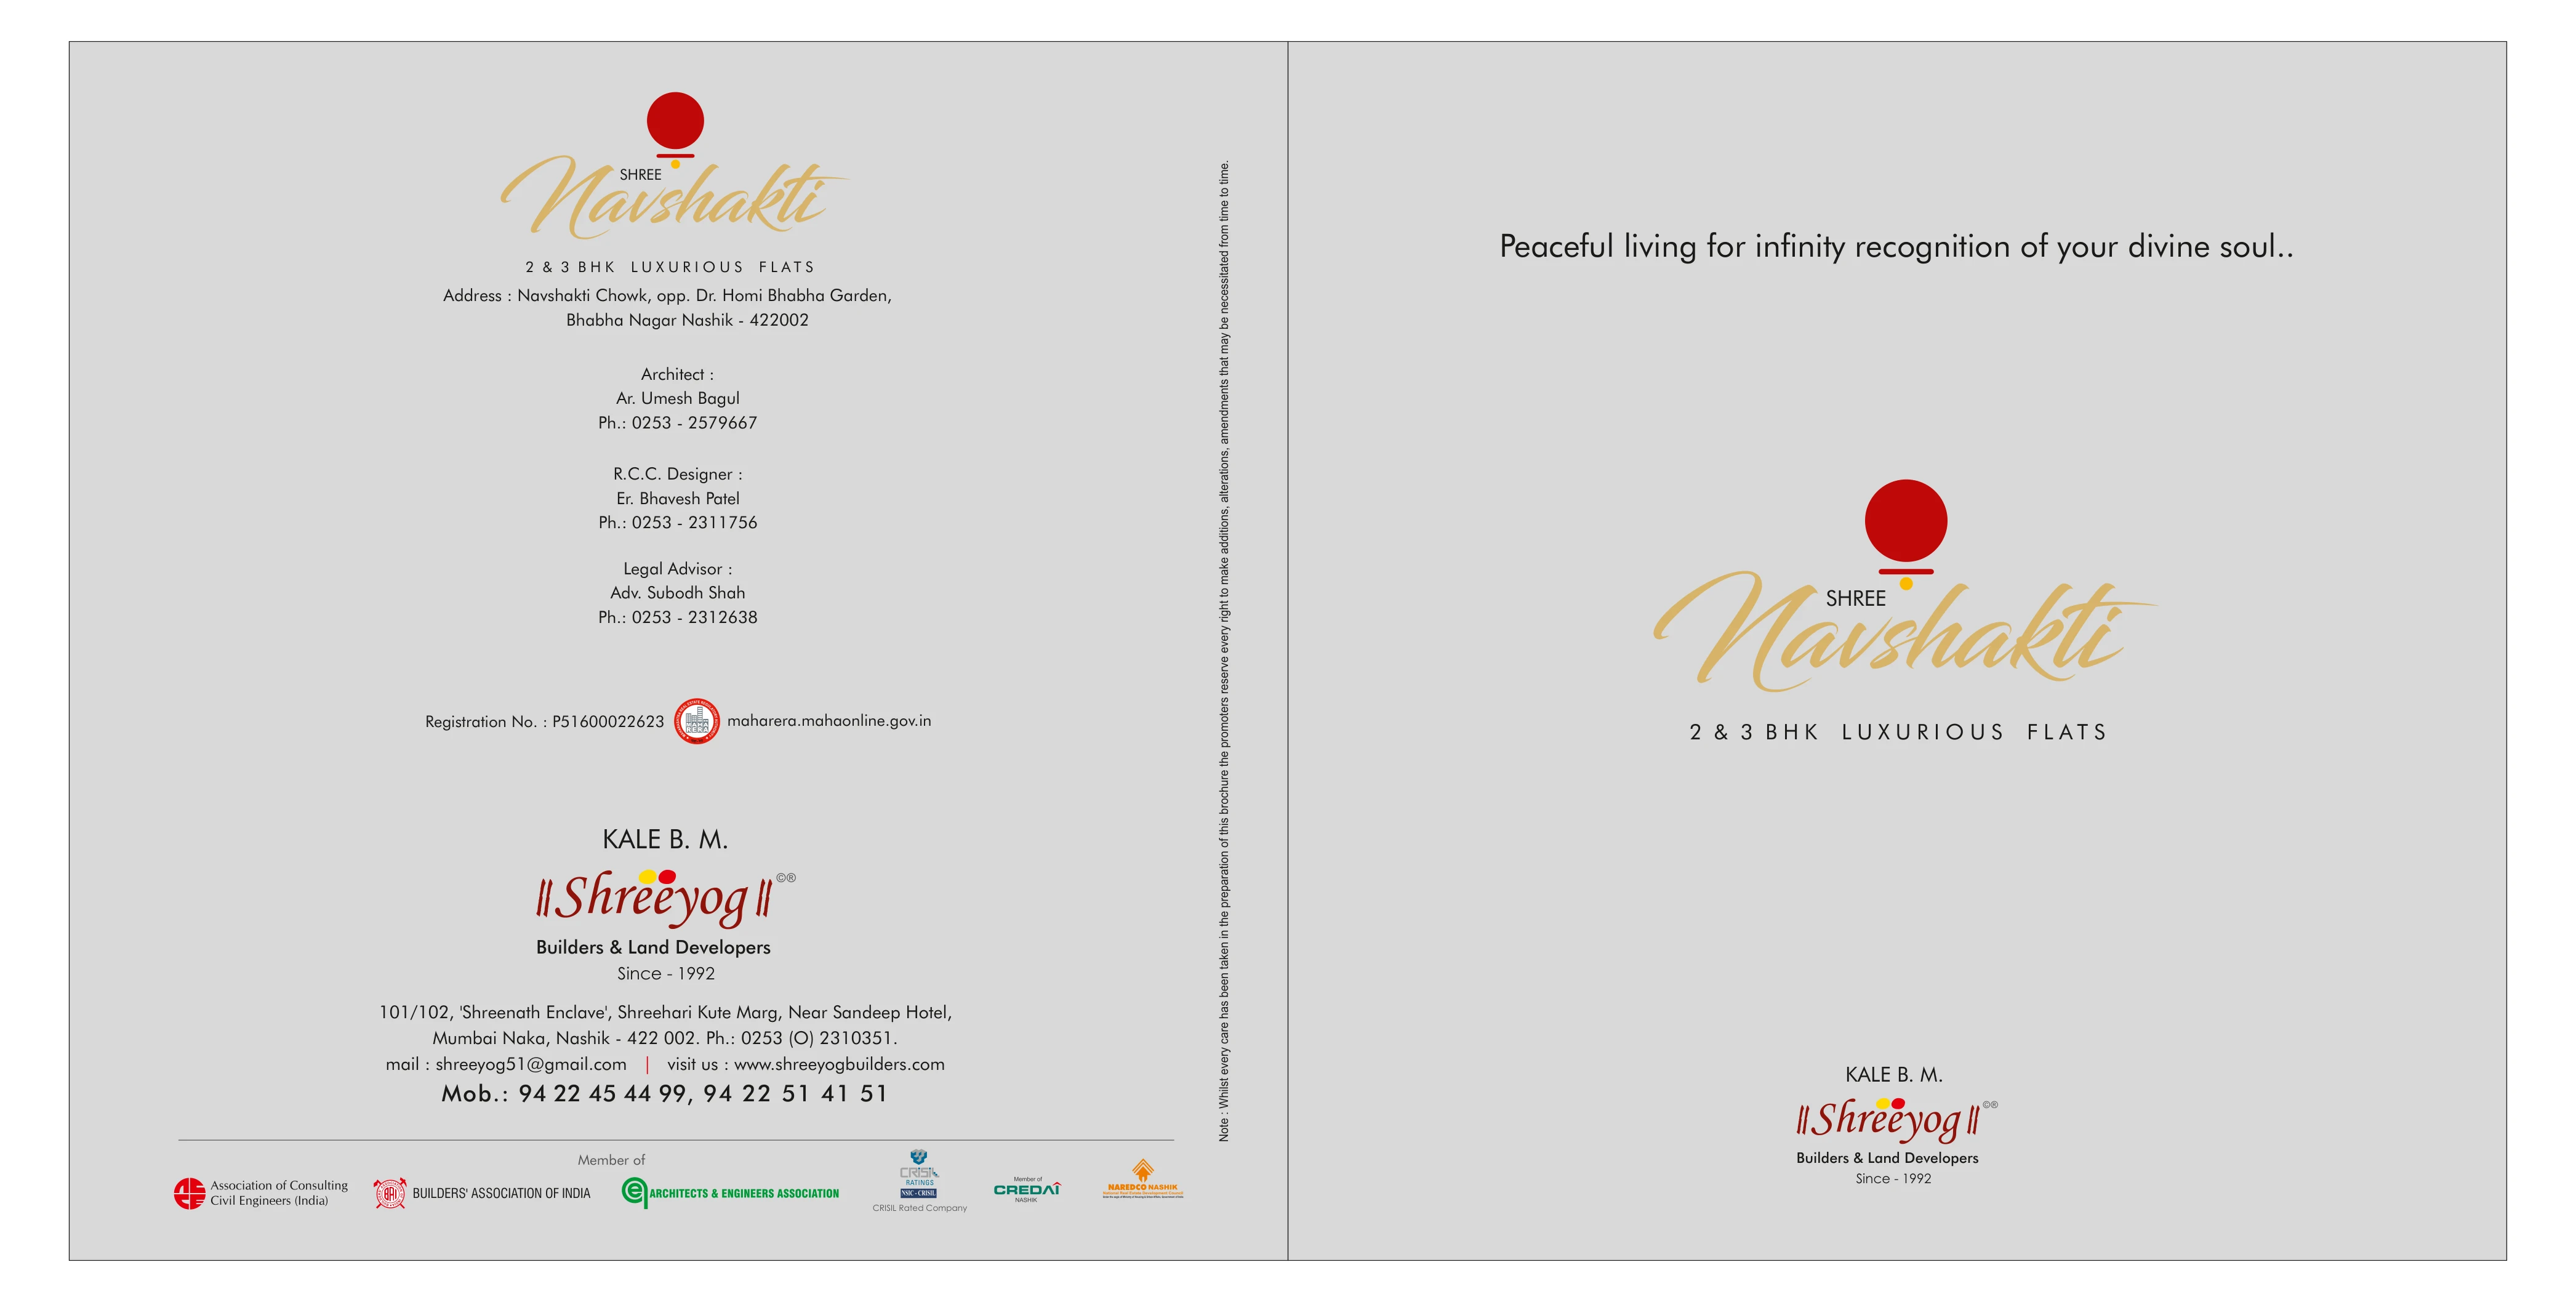 SHREE
Navshakti
2 & 3 BHK LUXURIOUS FLATS
Address : Navshakti Chowk, opp. Dr. Homi Bhabha Garden,
Bhabha Nagar Nashik - 422002
Architect :
Ar. Umesh Bagul
Ph.: 0253 - 2579667
R.C.C. Designer :
Er. Bhavesh Patel
Ph.: 0253 - 2311756
Legal Advisor :
Adv. Subodh Shah
Ph.: 0253 - 2312638
Registration No. : P51600022623
maharera.mahaonline.gov.in
KALE B. M.
॥Shreeyog॥ ©®
Builders & Land Developers
Since - 1992
101/102, 'Shreenath Enclave', Shreehari Kute Marg, Near Sandeep Hotel,
Mumbai Naka, Nashik - 422 002. Ph.: 0253 (O) 2310351.
mail : shreeyog51@gmail.com | visit us : www.shreeyogbuilders.com
Mob.: 94 22 45 44 99, 94 22 51 41 51
Member of
Association of Consulting
Civil Engineers (India)
BAI
BUILDERS' ASSOCIATION OF INDIA
ARCHITECTS & ENGINEERS ASSOCIATION
CRISIL
RATINGS
NSIC - CRISIL
CRISIL Rated Company
Member of
CREDAI
NASHIK
NAREDCO NASHIK
Note : Whilst every care has been taken in the preparation of this brochure the promoters reserve every right to make additions, alterations, amendments that may be necessitated from time to time.
Peaceful living for infinity recognition of your divine soul..
SHREE
Navshakti
2 & 3 BHK LUXURIOUS FLATS
KALE B. M.
॥Shreeyog॥ ©®
Builders & Land Developers
Since - 1992